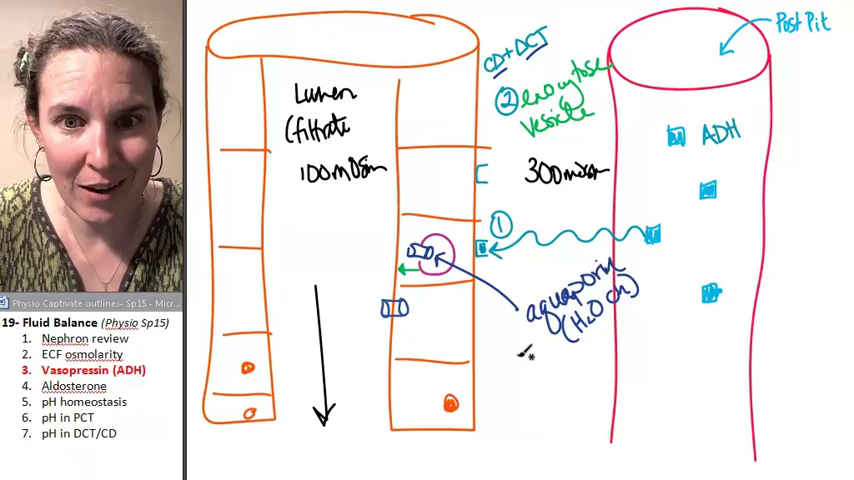 Lumen
(filtrate
100mOsm
CD+DCT
② exocytose
vesicle
300mosm
①
aquaporin
(H₂O ch)
Post Pit
ADH
Physio Captivate outlines- Sp15 - Micr...
19- Fluid Balance (Physio Sp15)
1. Nephron review
2. ECF osmolarity
3. Vasopressin (ADH)
4. Aldosterone
5. pH homeostasis
6. pH in PCT
7. pH in DCT/CD